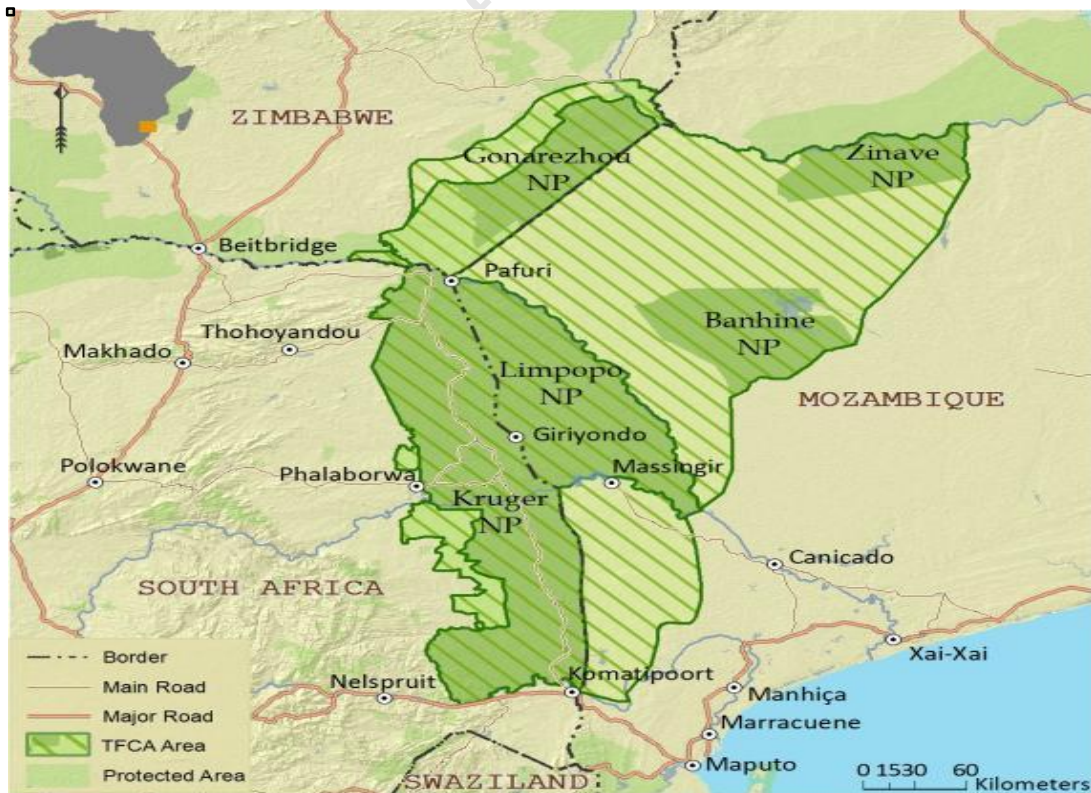 ZIMBABWE
Gonarezhou
NP
Zinave
NP
Beitbridge
Pafuri
Thohoyandou
Makhado
Banhine
NP
Limpopo
NP
MOZAMBIQUE
Giriyondo
Polokwane
Phalaborwa
Massingir
Kruger
NP
Canicado
SOUTH AFRICA
Xai-Xai
Nelspruit
Komatipoort
Manhiça
Marracuene
Maputo
SWAZILAND
Border
Main Road
Major Road
TFCA Area
Protected Area
0 1530 60
Kilometers